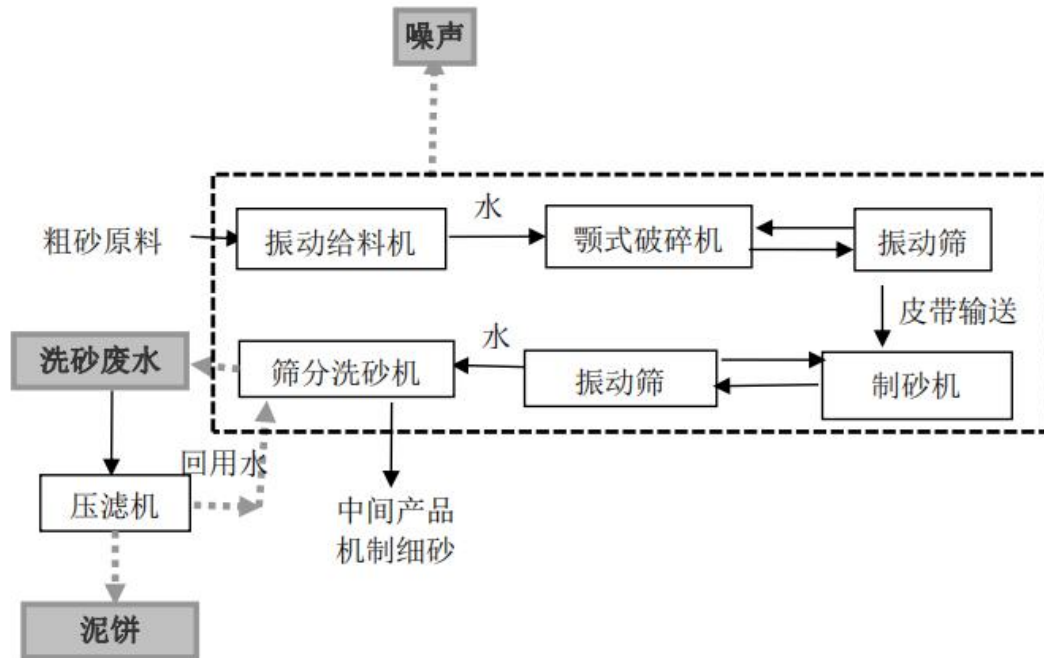 噪声
水
粗砂原料
振动给料机
颚式破碎机
振动筛
皮带输送
水
洗砂废水
筛分洗砂机
振动筛
制砂机
回用水
压滤机
中间产品
机制细砂
泥饼